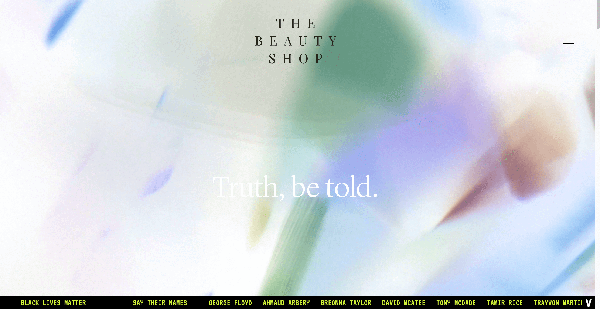 THE
BEAUTY
SHOP
Truth, be told.
BLACK LIVES MATTER SAY THEIR NAMES GEORGE FLOYD AHMAUD ARBERY BREONNA TAYLOR DAVID MCATEE TONY MCDADE TAMIR RICE TRAYVON MARTI